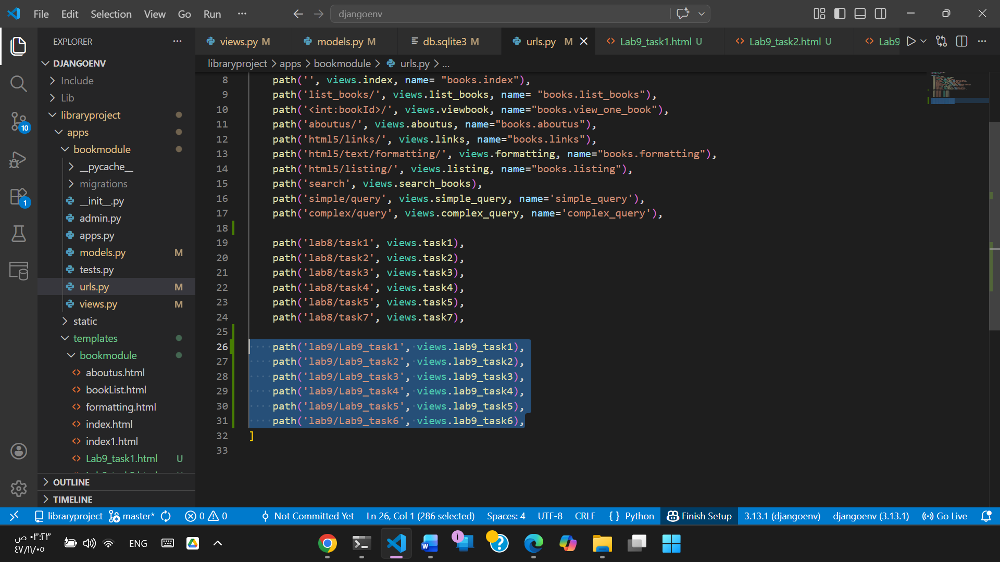 File Edit Selection View Go Run ···
djangoenv
EXPLORER
DJANGOENV
Include
Lib
libraryproject
apps
bookmodule
__pycache__
migrations
__init__.py
admin.py
apps.py
models.py M
tests.py
urls.py M
views.py M
static
templates
bookmodule
aboutus.html
bookList.html
formatting.html
index.html
index1.html
Lab9_task1.html U
OUTLINE
TIMELINE
10
1
views.py M models.py M db.sqlite3 M urls.py M Lab9_task1.html U Lab9_task2.html U Lab9
libraryproject > apps > bookmodule > urls.py > ...
8 path('', views.index, name= "books.index"),
9 path('list_books/', views.list_books, name= "books.list_books"),
10 path('<int:bookId>/', views.viewbook, name="books.view_one_book"),
11 path('aboutus/', views.aboutus, name="books.aboutus"),
12 path('html5/links/', views.links, name="books.links"),
13 path('html5/text/formatting/', views.formatting, name="books.formatting"),
14 path('html5/listing/', views.listing, name="books.listing"),
15 path('search', views.search_books),
16 path('simple/query', views.simple_query, name='simple_query'),
17 path('complex/query', views.complex_query, name='complex_query'),
18
19 path('lab8/task1', views.task1),
20 path('lab8/task2', views.task2),
21 path('lab8/task3', views.task3),
22 path('lab8/task4', views.task4),
23 path('lab8/task5', views.task5),
24 path('lab8/task7', views.task7),
25
26 path('lab9/Lab9_task1', views.lab9_task1),
27 path('lab9/Lab9_task2', views.lab9_task2),
28 path('lab9/Lab9_task3', views.lab9_task3),
29 path('lab9/Lab9_task4', views.lab9_task4),
30 path('lab9/Lab9_task5', views.lab9_task5),
31 path('lab9/Lab9_task6', views.lab9_task6),
32 ]
33
libraryproject master* 0 0 Not Committed Yet Ln 26, Col 1 (286 selected) Spaces: 4 UTF-8 CRLF { } Python Finish Setup 3.13.1 (djangoenv) djangoenv (3.13.1) Go Live
٠٣:٢٣ ص
٤٧/١١/٠٥
ENG
١